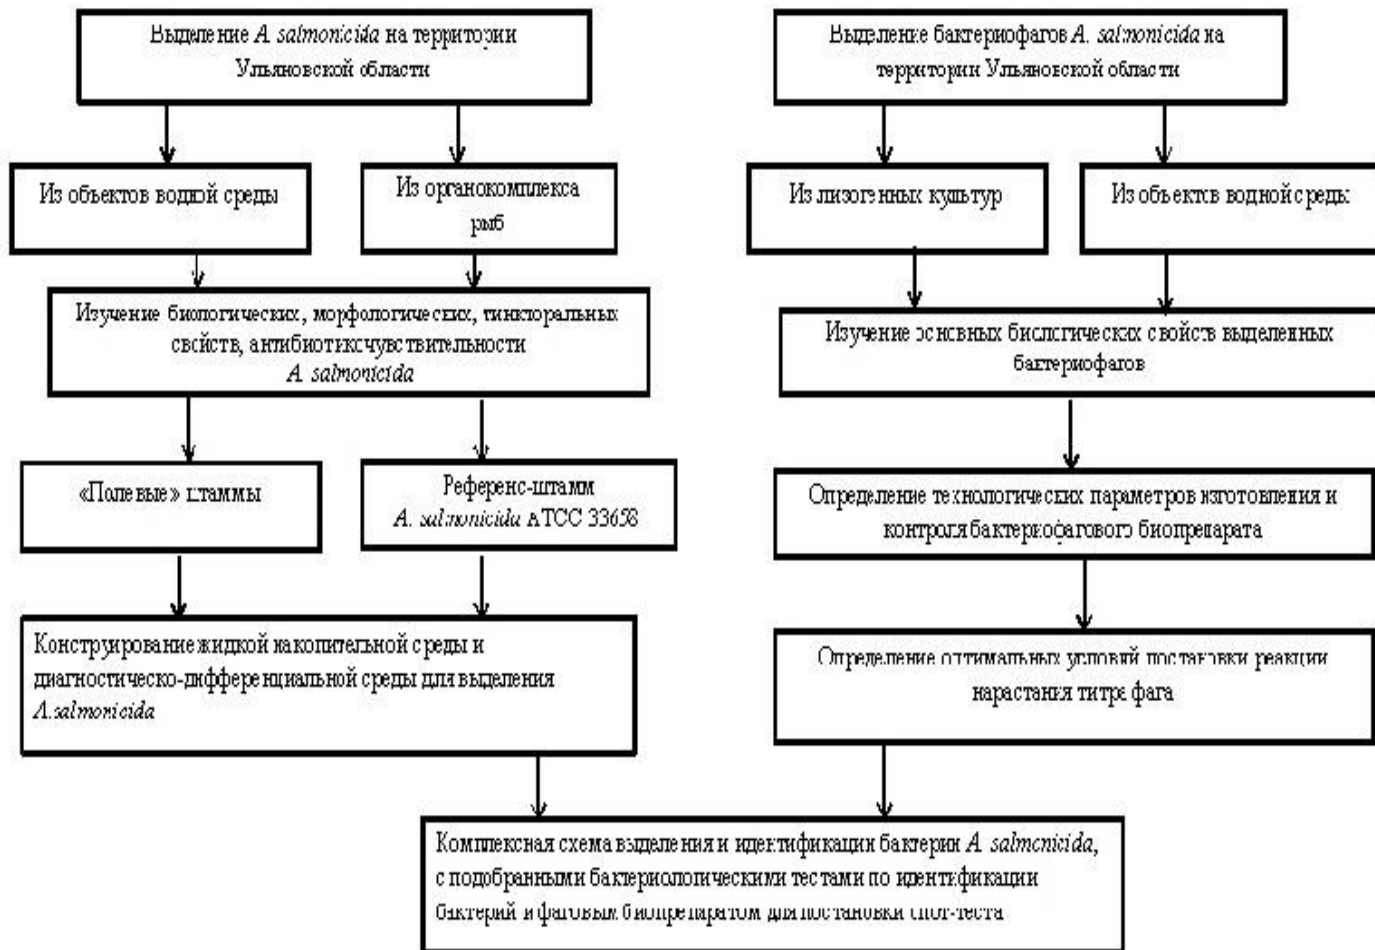 Выделение A. salmonicida на территории
Ульяновской области
Выделение бактериофагов A. salmonicida на
территории Ульяновской области
Из объектов водной среды
Из органокомплекса
рыб
Из лизогенных культур
Из объектов водной среды
Изучение биологических, морфологических, тинкторальных
свойств, антибиотикочувствительности
A. salmonicida
Изучение основных биологических свойств выделенных
бактериофагов
«Полевые» штаммы
Референс-штамм
A. salmonicida ATCC 33658
Определение технологических параметров изготовления и
контроля бактериофагового биопрепарата
Конструирование жидкой накопительной среды и
диагностическо-дифференциальной среды для выделения
A.salmonicida
Определение оптимальных условий постановки реакции
нарастания титра фага
Комплексная схема выделения и идентификации бактерии A. salmonicida,
с подобранными бактериологическими тестами по идентификации
бактерий и фаговым биопрепаратом для постановки спот-теста